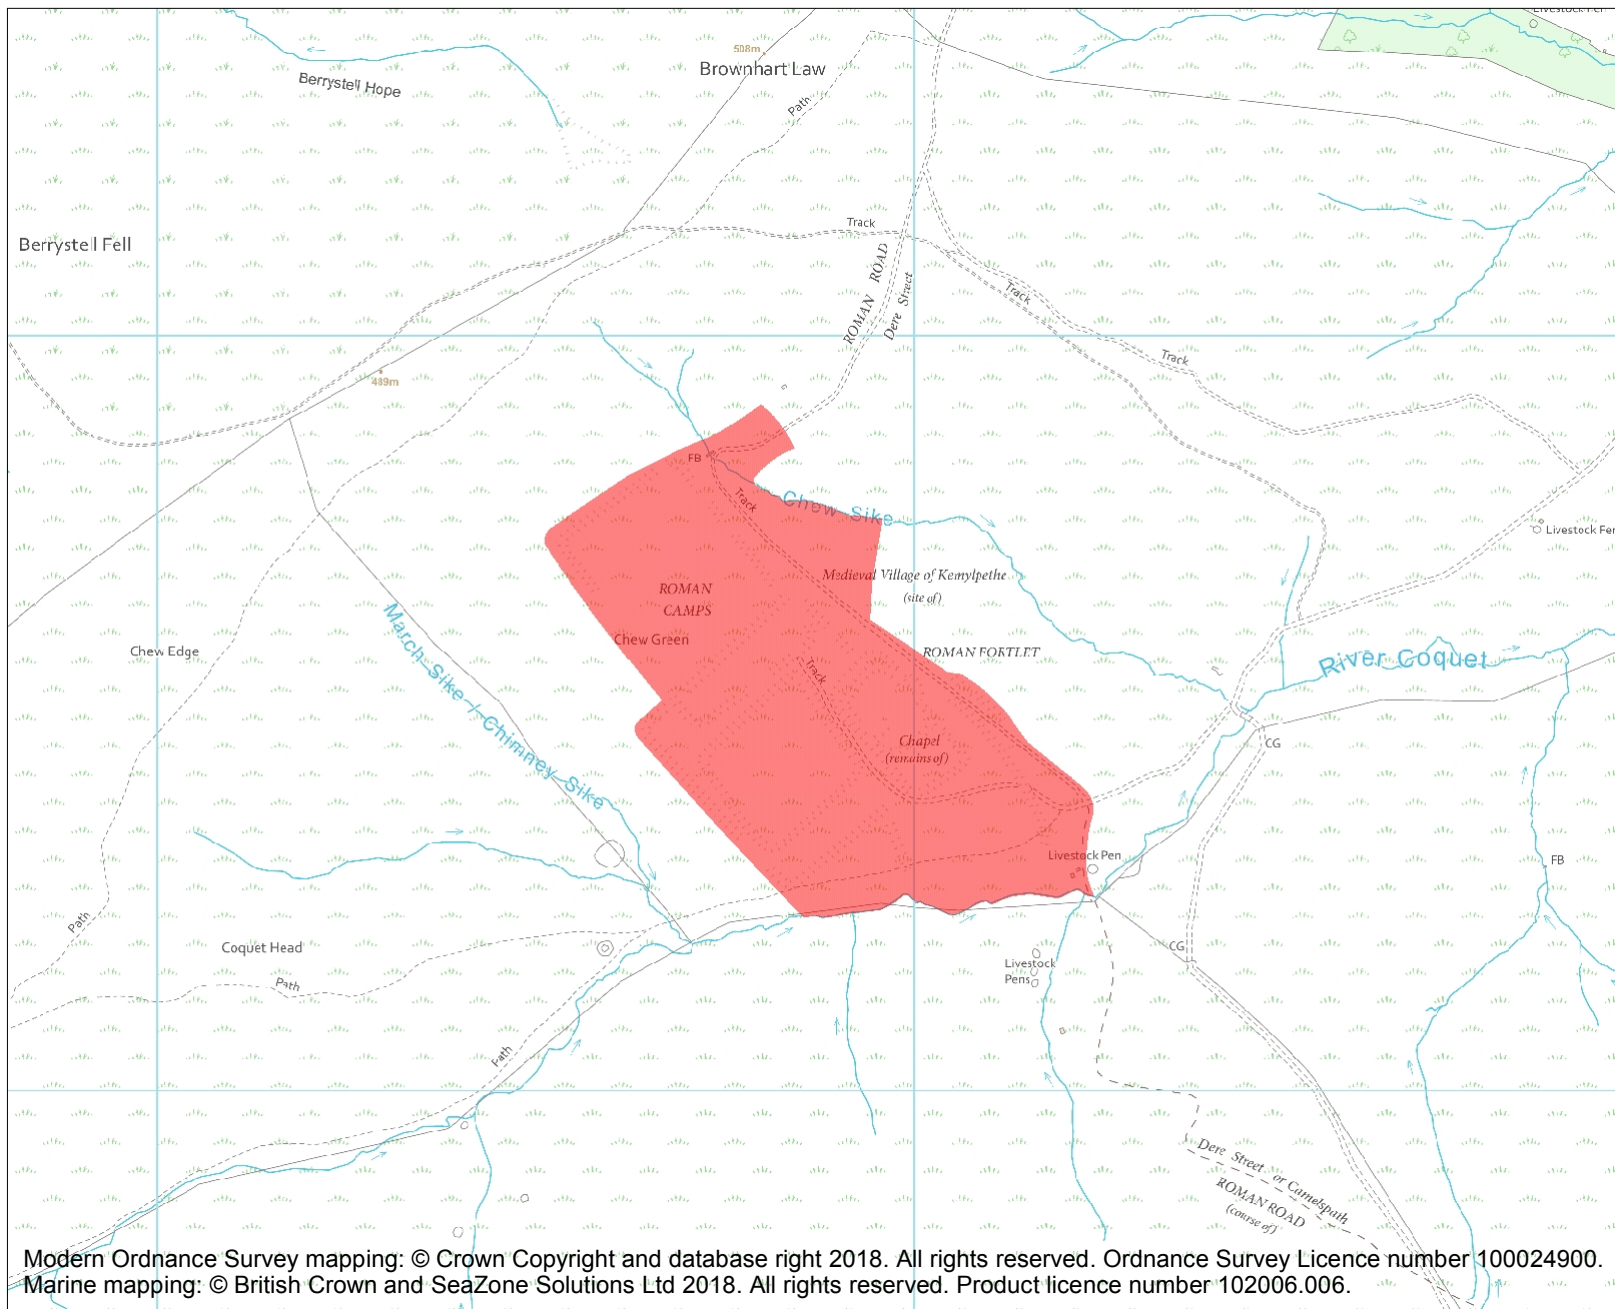 Livestock Pen
508m
Brownhart Law
Berrystell Hope
Path
Track
Berrystell Fell
ROMAN ROAD
Dere Street
Track
Track
489m
FB
Track
Chew Sike
Livestock Pen
Medieval Village of Kemylpethe
(site of)
ROMAN
CAMPS
Chew Green
March Sike / Chimney Sike
Chew Edge
ROMAN FORTLET
River Coquet
Track
Chapel
(remains of)
CG
Livestock Pen
FB
Path
Coquet Head
CG
Livestock
Pens
Path
Path
Dere Street or Camelspath
ROMAN ROAD
(course of)
Modern Ordnance Survey mapping: © Crown Copyright and database right 2018. All rights reserved. Ordnance Survey Licence number 100024900.
Marine mapping: © British Crown and SeaZone Solutions Ltd 2018. All rights reserved. Product licence number 102006.006.